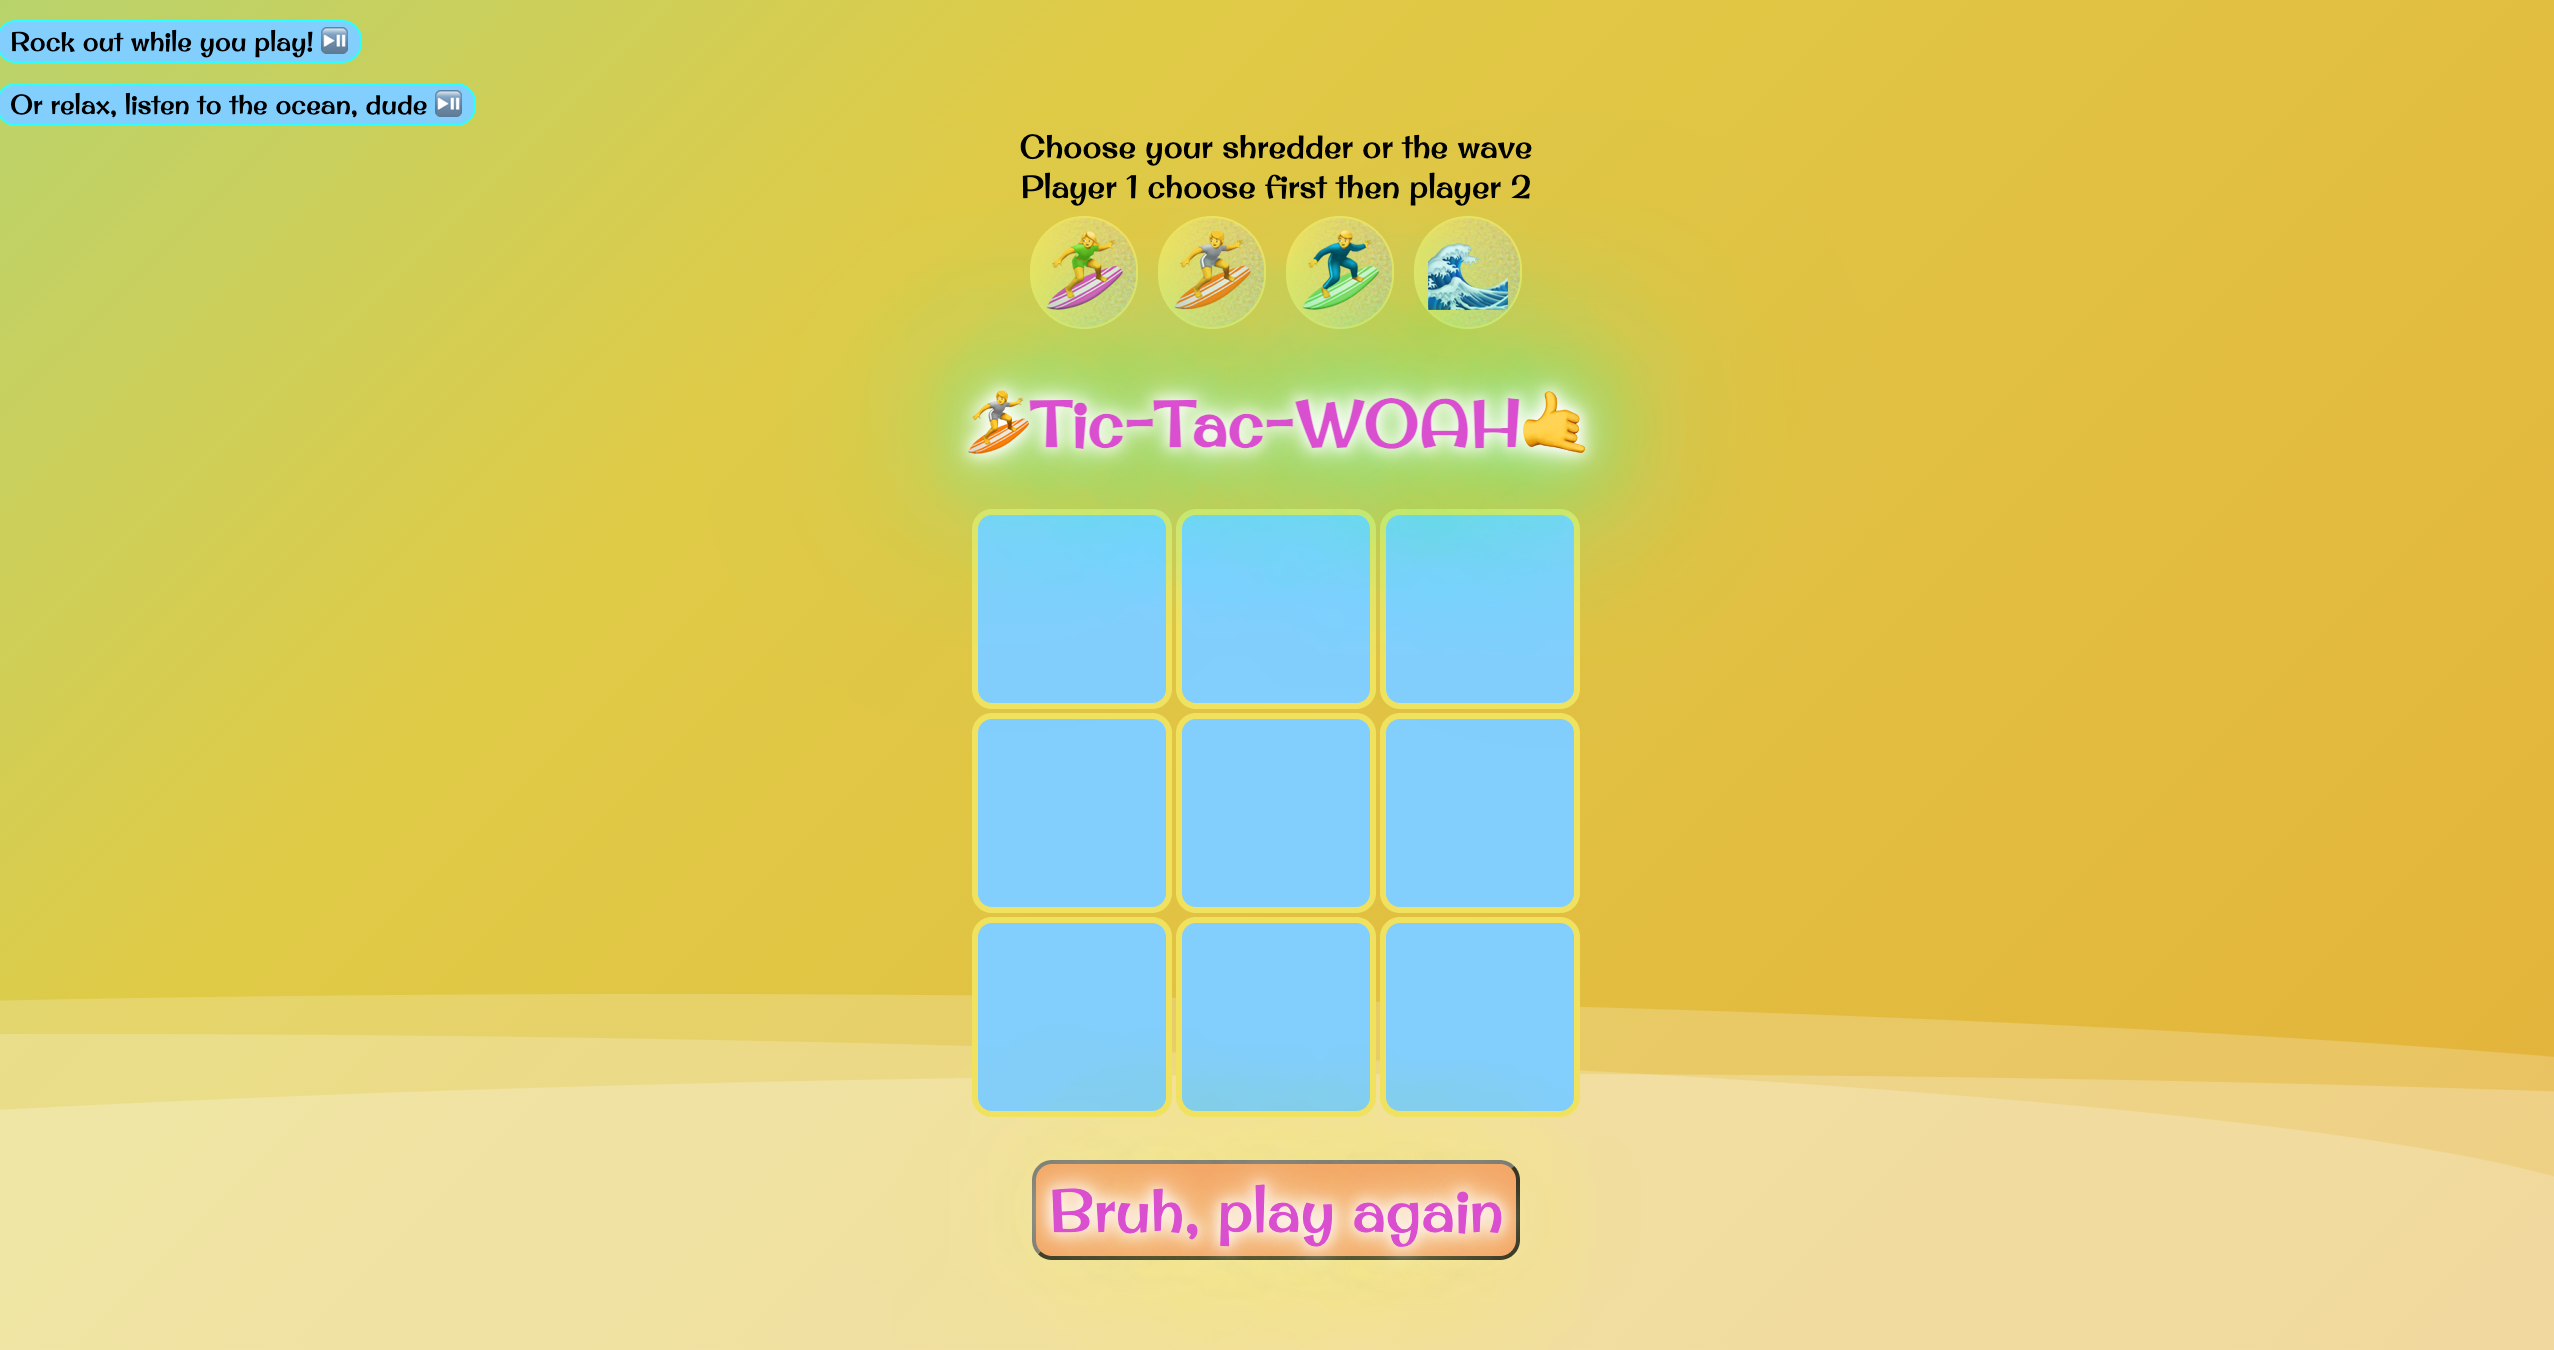 Rock out while you play! ⏯️
Or relax, listen to the ocean, dude ⏯️
Choose your shredder or the wave
Player 1 choose first then player 2
🏄Tic-Tac-WOAH🤙
Bruh, play again